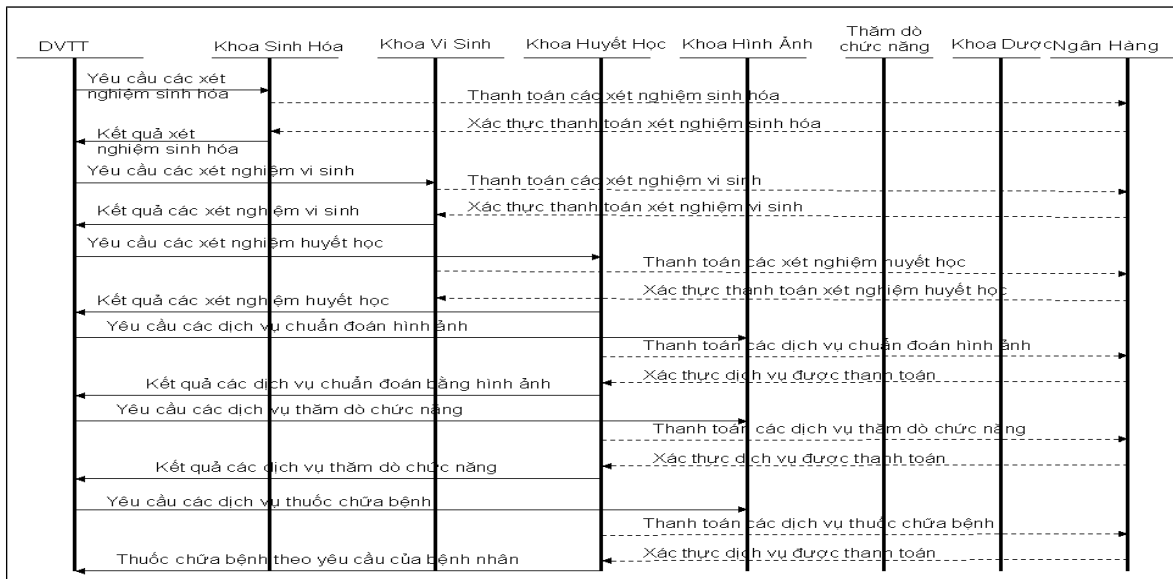 DVTT
Khoa Sinh Hóa
Khoa Vi Sinh
Khoa Huyết Học
Khoa Hình Ảnh
Thăm dò
chức năng
Khoa Dược
Ngân Hàng
Yêu cầu các xét
nghiệm sinh hóa
Thanh toán các xét nghiệm sinh hóa
Xác thực thanh toán xét nghiệm sinh hóa
Kết quả xét
nghiệm sinh hóa
Yêu cầu các xét nghiệm vi sinh
Thanh toán các xét nghiệm vi sinh
Xác thực thanh toán xét nghiệm vi sinh
Kết quả các xét nghiệm vi sinh
Yêu cầu các xét nghiệm huyết học
Thanh toán các xét nghiệm huyết học
Xác thực thanh toán xét nghiệm huyết học
Kết quả các xét nghiệm huyết học
Yêu cầu các dịch vụ chuẩn đoán hình ảnh
Thanh toán các dịch vụ chuẩn đoán hình ảnh
Xác thực dịch vụ được thanh toán
Kết quả các dịch vụ chuẩn đoán bằng hình ảnh
Yêu cầu các dịch vụ thăm dò chức năng
Thanh toán các dịch vụ thăm dò chức năng
Xác thực dịch vụ được thanh toán
Kết quả các dịch vụ thăm dò chức năng
Yêu cầu các dịch vụ thuốc chữa bệnh
Thanh toán các dịch vụ thuốc chữa bệnh
Xác thực dịch vụ được thanh toán
Thuốc chữa bệnh theo yêu cầu của bệnh nhân